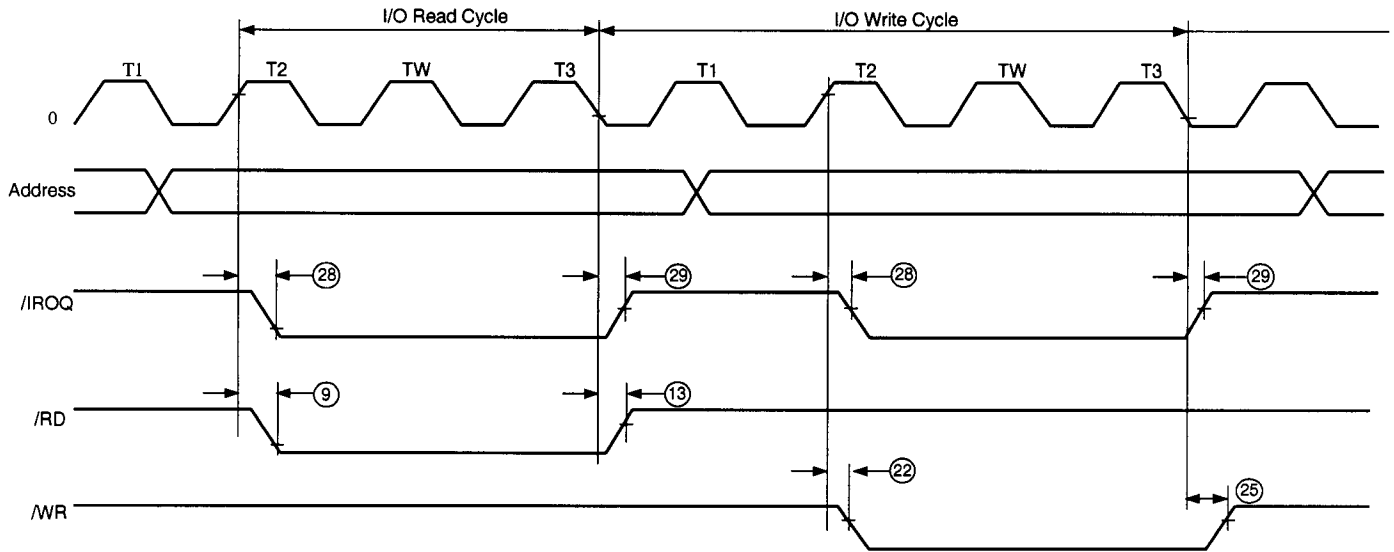 I/O Read Cycle
I/O Write Cycle
T1 T2 TW T3 T1 T2 TW T3
0
Address
28 29 28 29
/IROQ
9 13
/RD
22
25
/WR